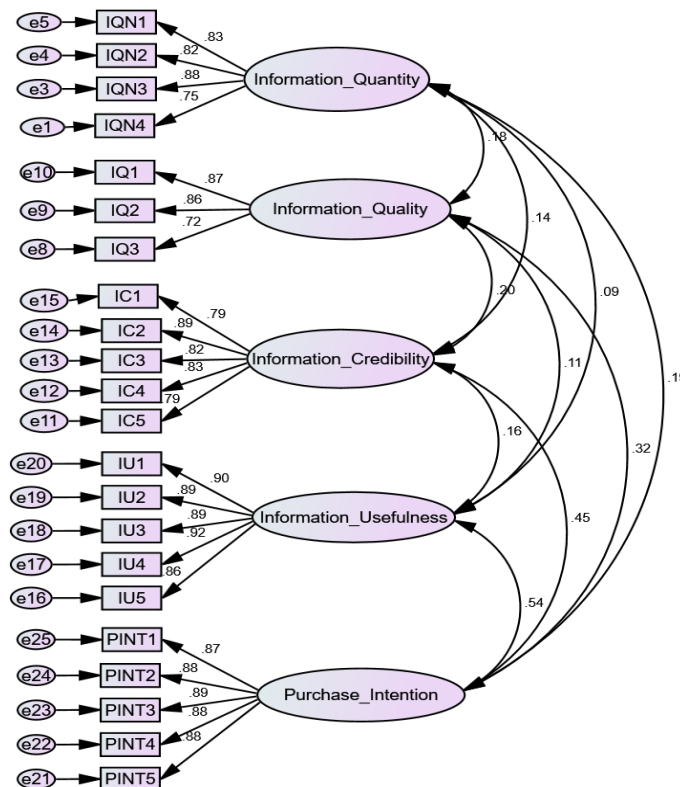 e5 IQN1 .83
e4 IQN2 .82
e3 IQN3 .88
e1 IQN4 .75
Information_Quantity
.18
e10 IQ1 .87
e9 IQ2 .86
e8 IQ3 .72
Information_Quality
.14
.20
.09
e15 IC1 .79
e14 IC2 .89
e13 IC3 .82
e12 IC4 .83
e11 IC5 .79
Information_Credibility
.11
.16
.32
e20 IU1 .90
e19 IU2 .89
e18 IU3 .89
e17 IU4 .92
e16 IU5 .86
Information_Usefulness
.45
.54
e25 PINT1 .87
e24 PINT2 .88
e23 PINT3 .89
e22 PINT4 .88
e21 PINT5 .88
Purchase_Intention